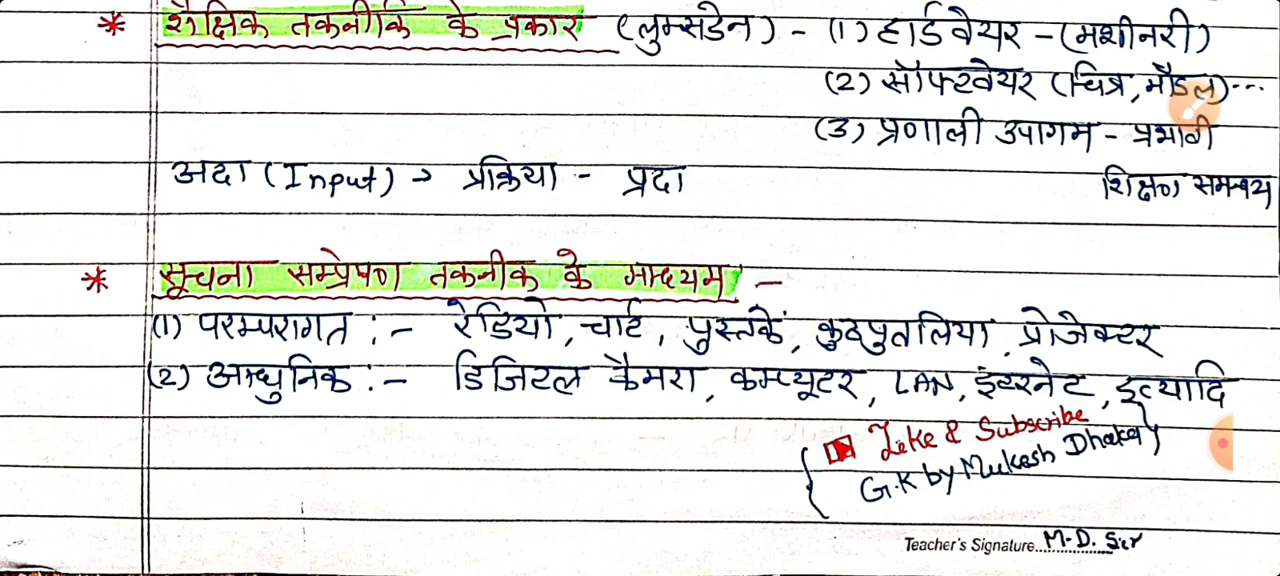 * शैक्षिक तकनीकि के प्रकार (लुम्सडेन) - (1) हार्डवेयर - (मशीनरी)
(2) सॉफ्टवेयर (चित्र, मॉडल)...
(3) प्रणाली उपागम - प्रभावी
अदा (Input) → प्रक्रिया - प्रदा शिक्षण समन्वय
* सूचना सम्प्रेषण तकनीक के माध्यम -
(1) परम्परागत :- रेडियो, चार्ट, पुस्तकें, कुठपुतलिया, प्रोजेक्टर
(2) आधुनिक :- डिजिटल कैमरा, कम्प्यूटर, LAN, इंटरनेट, इत्यादि
Like & Subscribe
G.K by Mukesh Dhaka
Teacher's Signature M.D. Sir